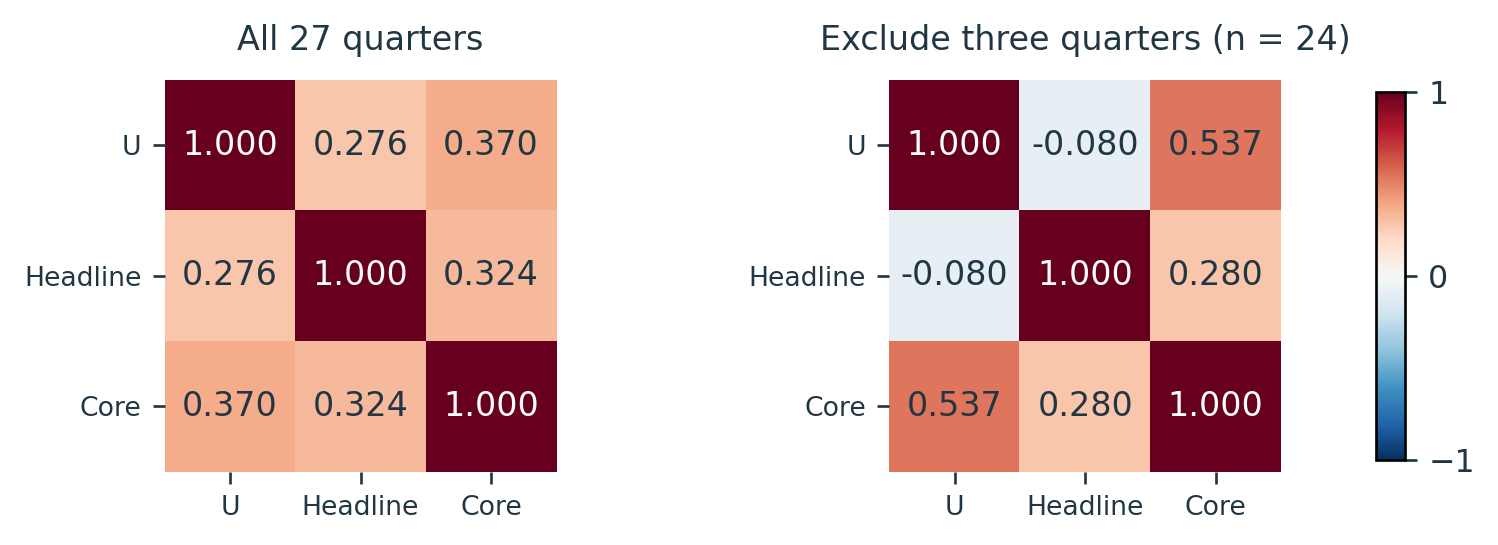 All 27 quarters
U 1.000 0.276 0.370
Headline 0.276 1.000 0.324
Core 0.370 0.324 1.000
U Headline Core
Exclude three quarters (n = 24)
U 1.000 -0.080 0.537
Headline -0.080 1.000 0.280
Core 0.537 0.280 1.000
U Headline Core
1
0
−1